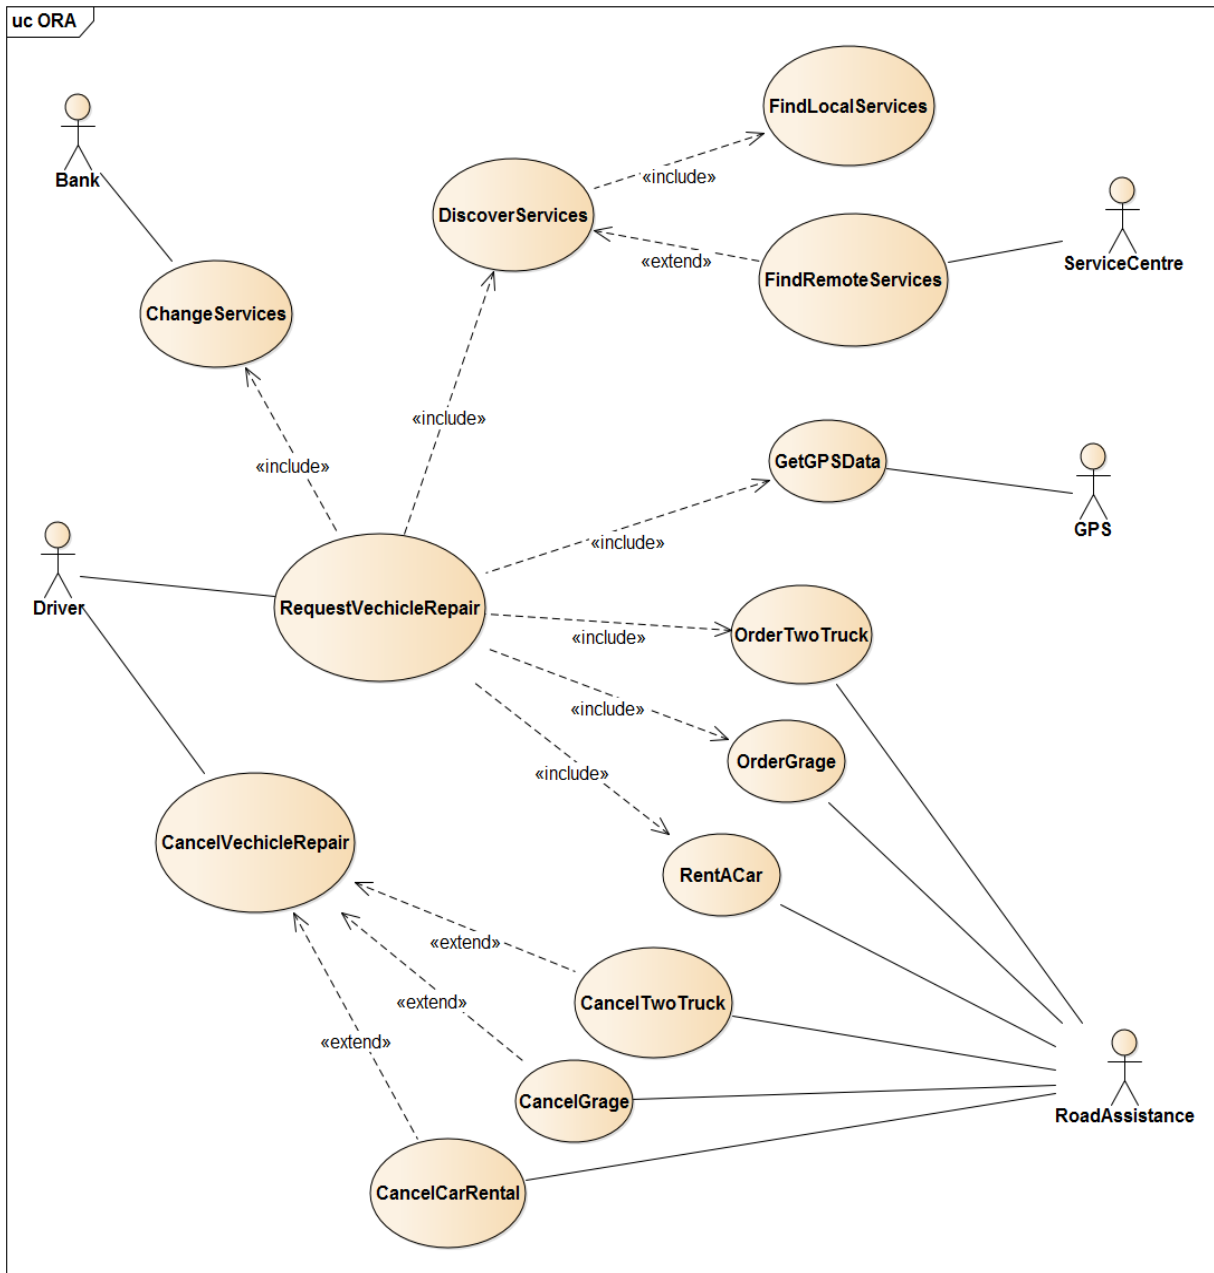 uc ORA
FindLocalServices
Bank
«include»
DiscoverServices
ServiceCentre
«extend»
FindRemoteServices
ChangeServices
«include»
«include»
GetGPSData
GPS
«include»
Driver
RequestVechicleRepair
OrderTwoTruck
«include»
«include»
OrderGrage
«include»
CancelVechicleRepair
RentACar
«extend»
CancelTwoTruck
«extend»
«extend»
CancelGrage
RoadAssistance
CancelCarRental